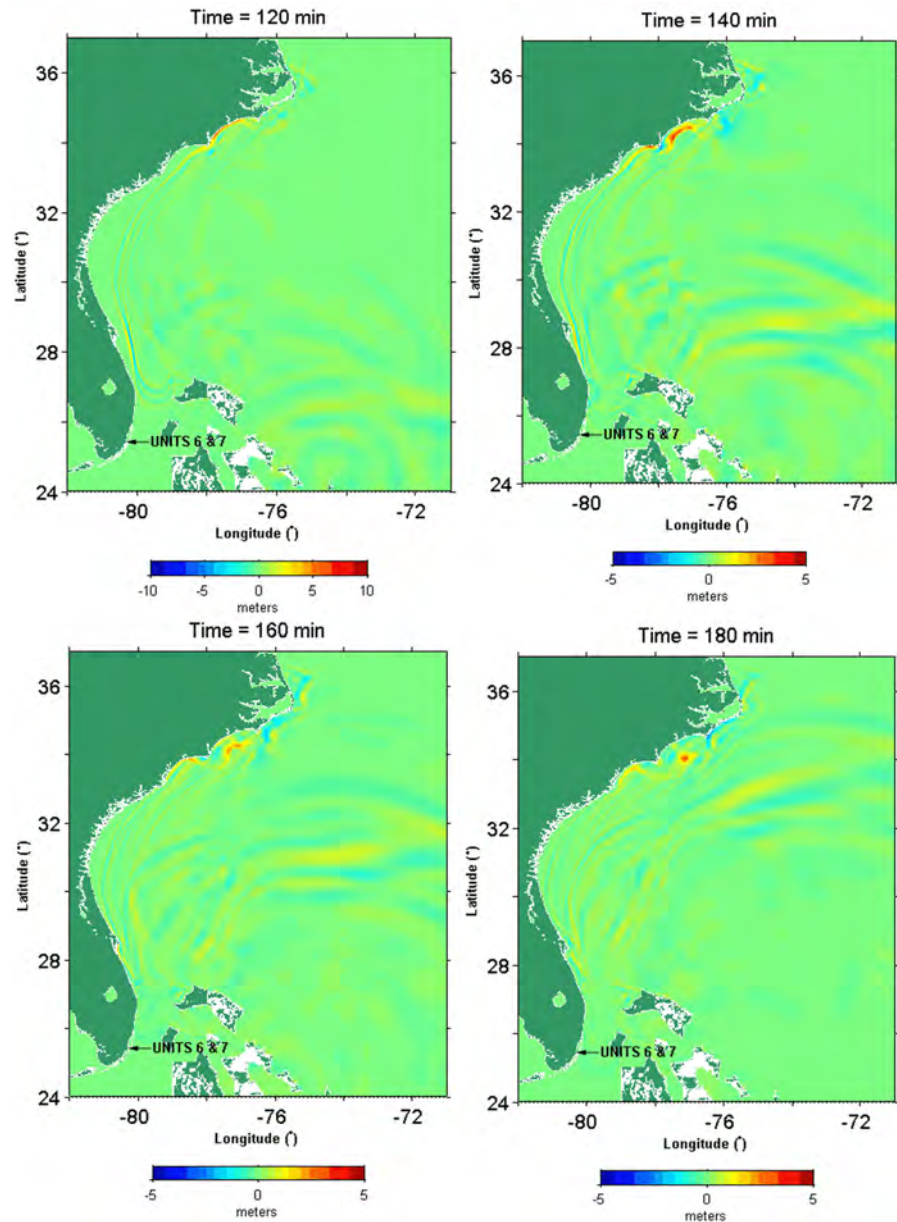 Time = 120 min
36
32
28
24
Latitude (°)
UNITS 6 & 7
-80
-76
-72
Longitude (°)
-10
-5
0
5
10
meters
Time = 140 min
36
32
28
24
Latitude (°)
UNITS 6 & 7
-80
-76
-72
Longitude (°)
-5
0
5
meters
Time = 160 min
36
32
28
24
Latitude (°)
UNITS 6 & 7
-80
-76
-72
Longitude (°)
-5
0
5
meters
Time = 180 min
36
32
28
24
Latitude (°)
UNITS 6 & 7
-80
-76
-72
Longitude (°)
-5
0
5
meters